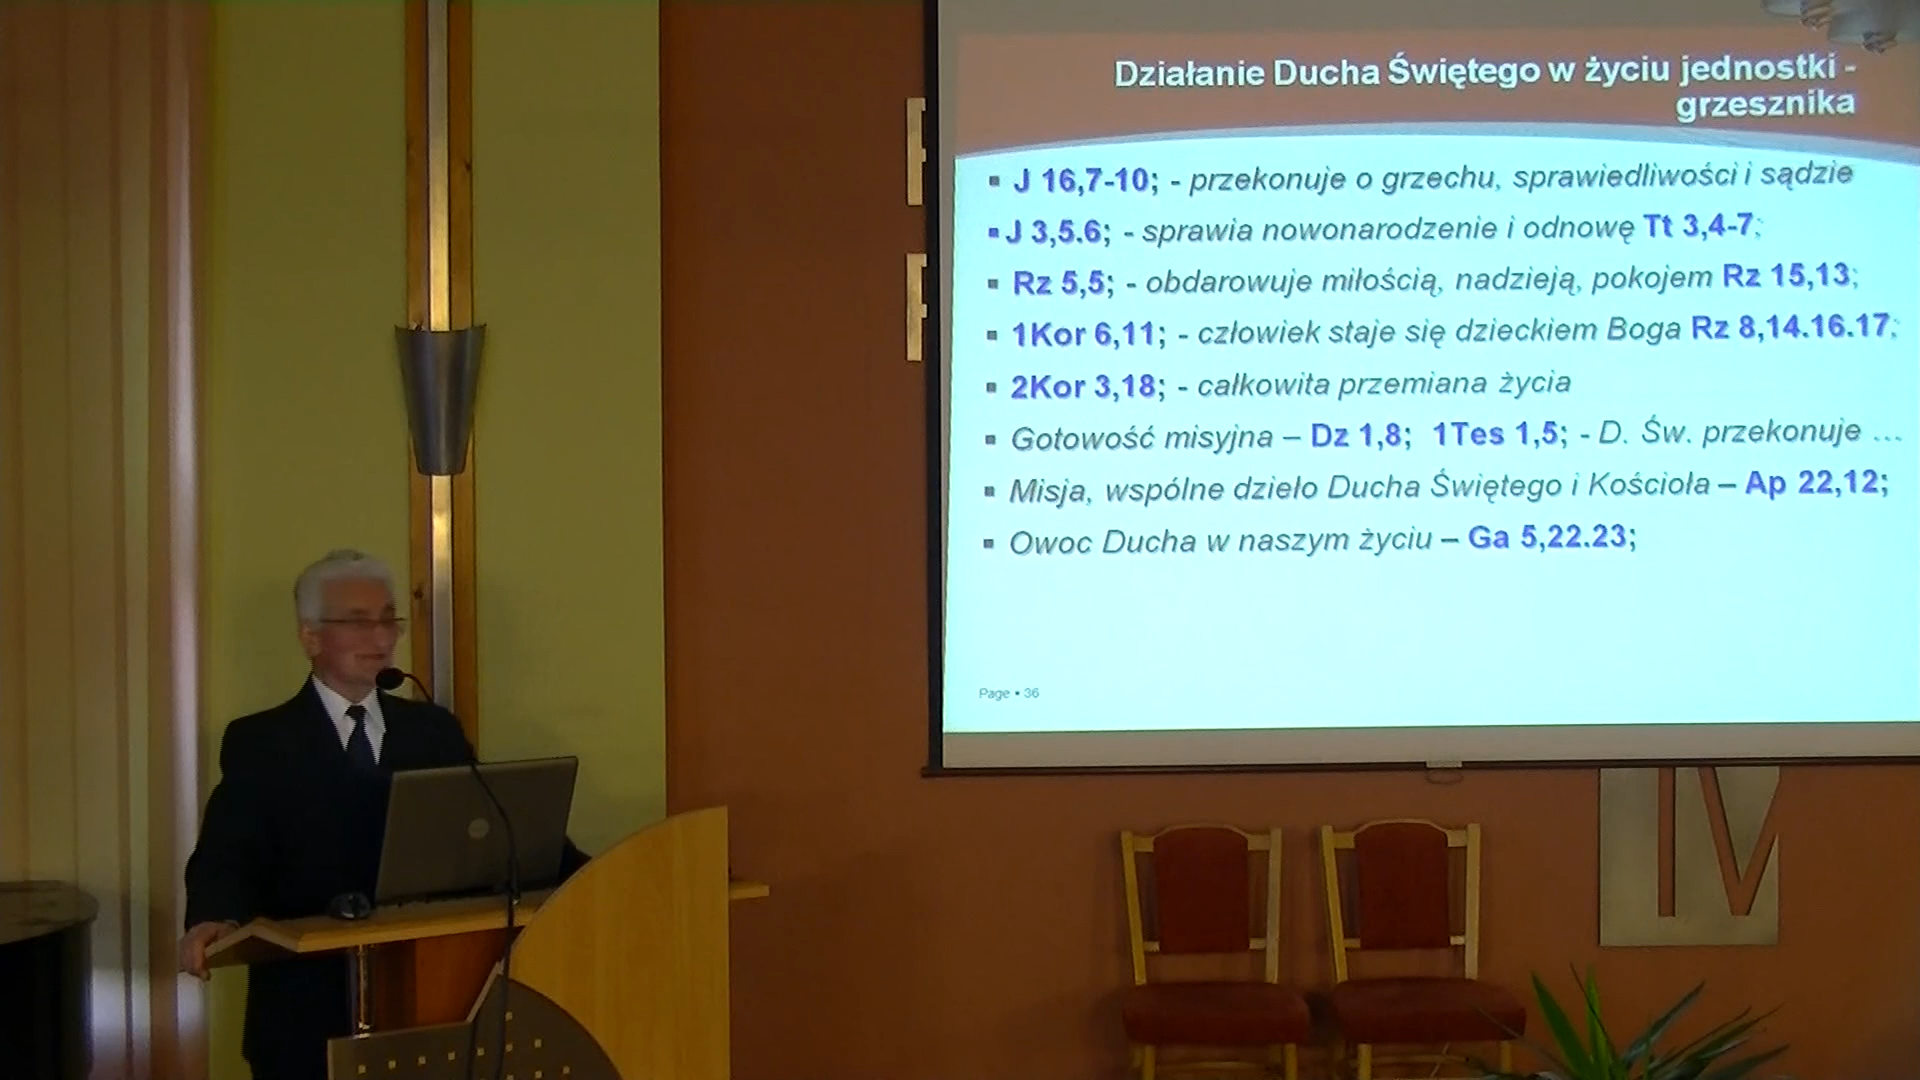 Działanie Ducha Świętego w życiu jednostki -
grzesznika
▪ J 16,7-10; - przekonuje o grzechu, sprawiedliwości i sądzie
▪ J 3,5.6; - sprawia nowonarodzenie i odnowę Tt 3,4-7;
▪ Rz 5,5; - obdarowuje miłością, nadzieją, pokojem Rz 15,13;
▪ 1Kor 6,11; - człowiek staje się dzieckiem Boga Rz 8,14.16.17;
▪ 2Kor 3,18; - całkowita przemiana życia
▪ Gotowość misyjna – Dz 1,8; 1Tes 1,5; - D. Św. przekonuje ...
▪ Misja, wspólne dzieło Ducha Świętego i Kościoła – Ap 22,12;
▪ Owoc Ducha w naszym życiu – Ga 5,22.23;
Page ▪ 36
IV